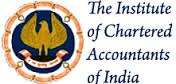 The Institute
of Chartered
Accountants
of India